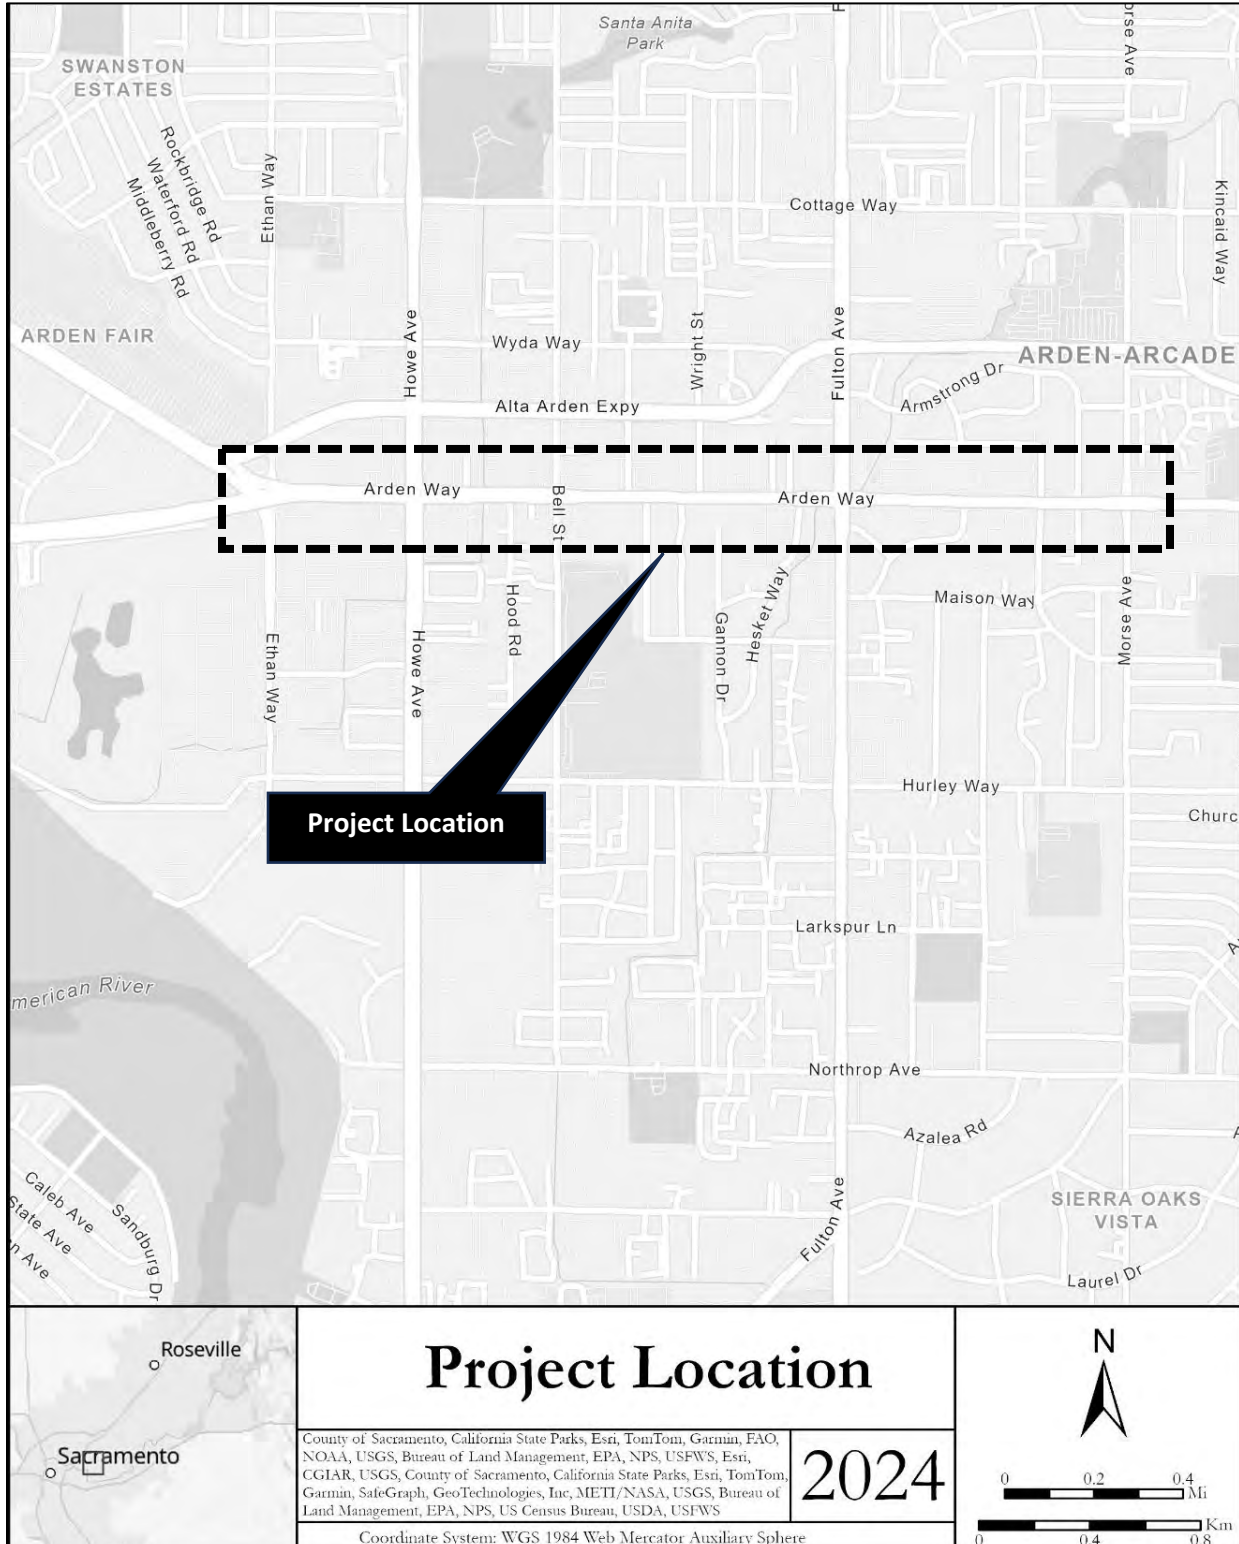 Santa Anita
Park
Morse Ave
SWANSTON
ESTATES
Rockbridge Rd
Waterford Rd
Middleberry Rd
Ethan Way
Cottage Way
Kincaid Way
ARDEN FAIR
Howe Ave
Wyda Way
Wright St
Fulton Ave
ARDEN-ARCADE
Armstrong Dr
Alta Arden Expy
Arden Way
Bell St
Arden Way
Hood Rd
Gannon Dr
Hesket Way
Maison Way
Morse Ave
Ethan Way
Howe Ave
Hurley Way
Project Location
Churc
Larkspur Ln
merican River
Northrop Ave
Azalea Rd
Caleb Ave
State Ave
n Ave
Sandburg Dr
Fulton Ave
SIERRA OAKS
VISTA
Laurel Dr
Roseville
Sacramento
Project Location
County of Sacramento, California State Parks, Esri, TomTom, Garmin, FAO,
NOAA, USGS, Bureau of Land Management, EPA, NPS, USFWS, Esri,
CGIAR, USGS, County of Sacramento, California State Parks, Esri, TomTom,
Garmin, SafeGraph, GeoTechnologies, Inc, METI/NASA, USGS, Bureau of
Land Management, EPA, NPS, US Census Bureau, USDA, USFWS
2024
Coordinate System: WGS 1984 Web Mercator Auxiliary Sphere
N
0 0.2 0.4
Mi
Km
0 0.4 0.8